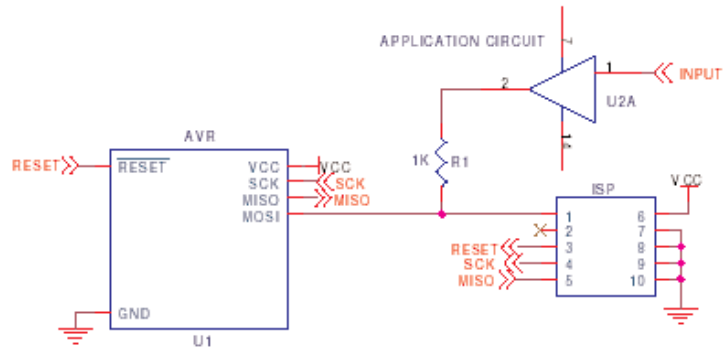 APPLICATION CIRCUIT
7
1
INPUT
2
U2A
14
AVR
1K R1
RESET
RESET
VCC
VCC
SCK
SCK
MISO
MISO
MOSI
GND
U1
ISP
VCC
1 6
2 7
RESET 3 8
SCK 4 9
MISO 5 10